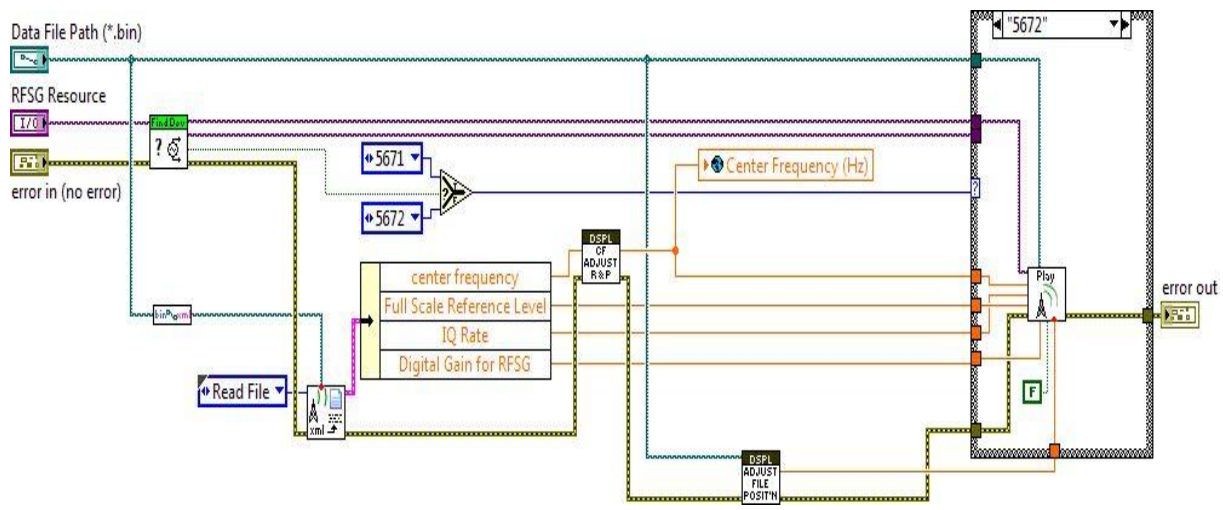 Data File Path (*.bin)
"5672"
RFSG Resource
I/O
FindDev
?
error in (no error)
5671
?
T
F
5672
Center Frequency (Hz)
?
DSPL
CF
ADJUST
R&P
center frequency
Full Scale Reference Level
IQ Rate
Digital Gain for RFSG
Play
error out
Read File
xml
F
DSPL
ADJUST
FILE
POSIT'N